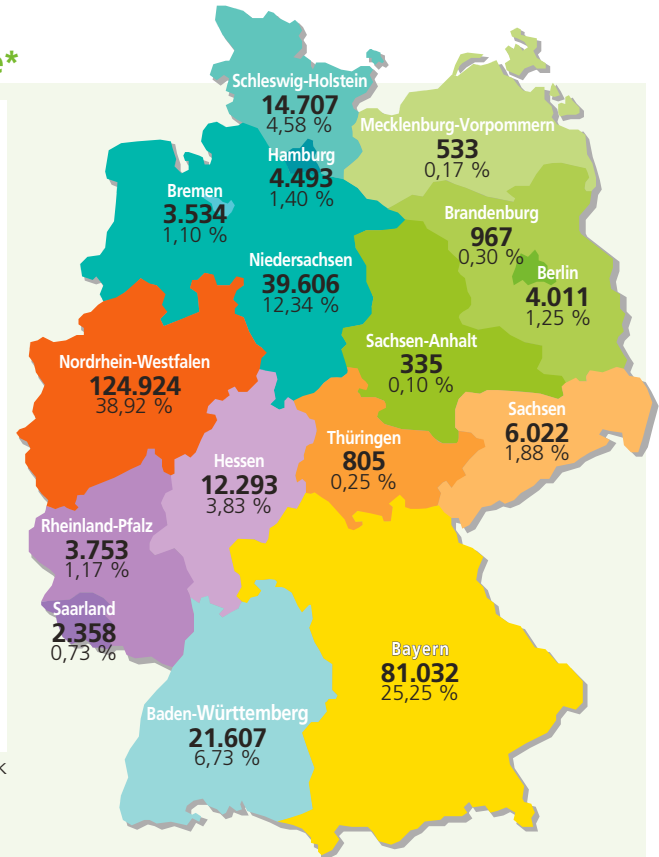 e*
Schleswig-Holstein
14.707
4,58 %
Mecklenburg-Vorpommern
533
0,17 %
Hamburg
4.493
1,40 %
Bremen
3.534
1,10 %
Brandenburg
967
0,30 %
Berlin
4.011
1,25 %
Niedersachsen
39.606
12,34 %
Sachsen-Anhalt
335
0,10 %
Nordrhein-Westfalen
124.924
38,92 %
Sachsen
6.022
1,88 %
Thüringen
805
0,25 %
Hessen
12.293
3,83 %
Rheinland-Pfalz
3.753
1,17 %
Saarland
2.358
0,73 %
Bayern
81.032
25,25 %
Baden-Württemberg
21.607
6,73 %
k